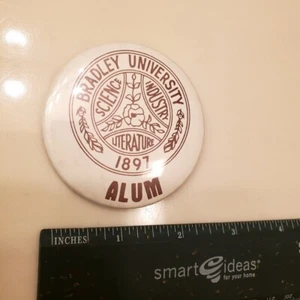 BRADLEY UNIVERSITY
SCIENCE
INDUSTRY
LITERATURE
1897
ALUM
INCHES 1 2 3
smart ideas®
for your home